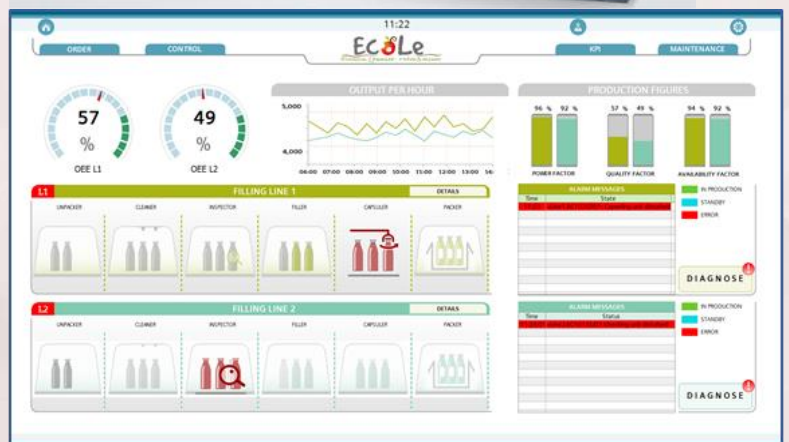 11:22
ORDER
CONTROL
EcoLe
KPI
MAINTENANCE
57
%
OEE L1
49
%
OEE L2
OUTPUT PER HOUR
5,000
4,000
06:00 07:00 08:00 09:00 10:00 11:00 12:00 13:00 14:
PRODUCTION FIGURES
96 % 92 %
57 % 49 %
94 % 92 %
POWER FACTOR
QUALITY FACTOR
AVAILABILITY FACTOR
L1
FILLING LINE 1
DETAILS
UNPACKER
CLEANER
INSPECTOR
FILLER
CAPSULER
PACKER
ALARM MESSAGES
Time State
IN PRODUCTION
STANDBY
ERROR
DIAGNOSE
L2
FILLING LINE 2
DETAILS
UNPACKER
CLEANER
INSPECTOR
FILLER
CAPSULER
PACKER
ALARM MESSAGES
Time Status
IN PRODUCTION
STANDBY
ERROR
DIAGNOSE